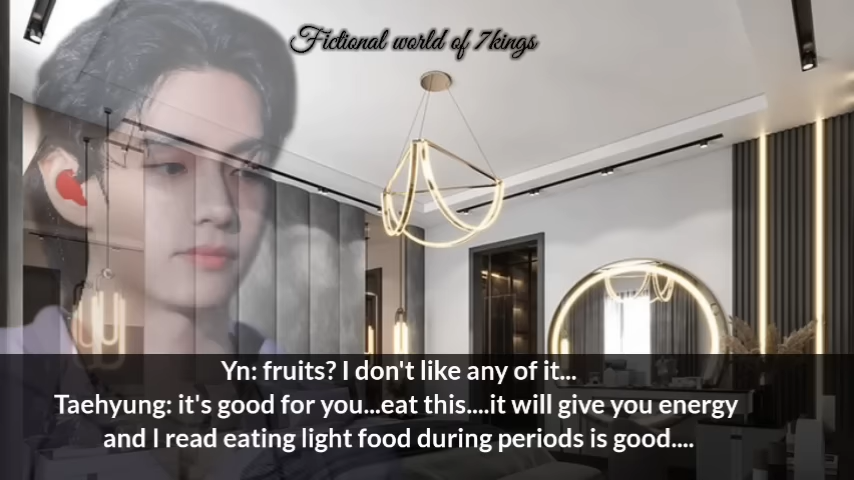 Fictional world of 7kings
Yn: fruits? I don't like any of it...
Taehyung: it's good for you...eat this....it will give you energy
and I read eating light food during periods is good....